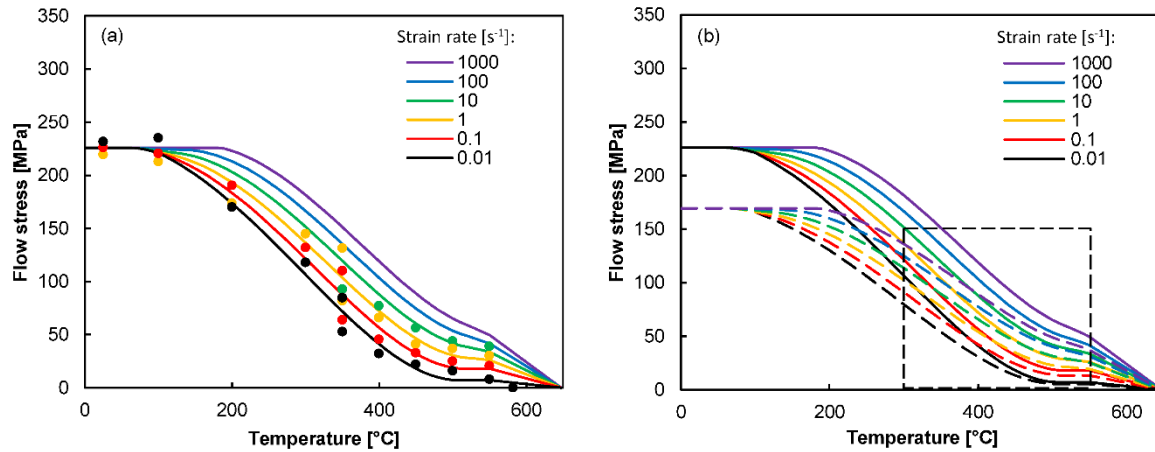 350
300
250
200
150
100
50
0
Flow stress [MPa]
(a)
Strain rate [s⁻¹]:
1000
100
10
1
0.1
0.01
0 200 400 600
Temperature [°C]
350
300
250
200
150
100
50
0
Flow stress [MPa]
(b)
Strain rate [s⁻¹]:
1000
100
10
1
0.1
0.01
0 200 400 600
Temperature [°C]